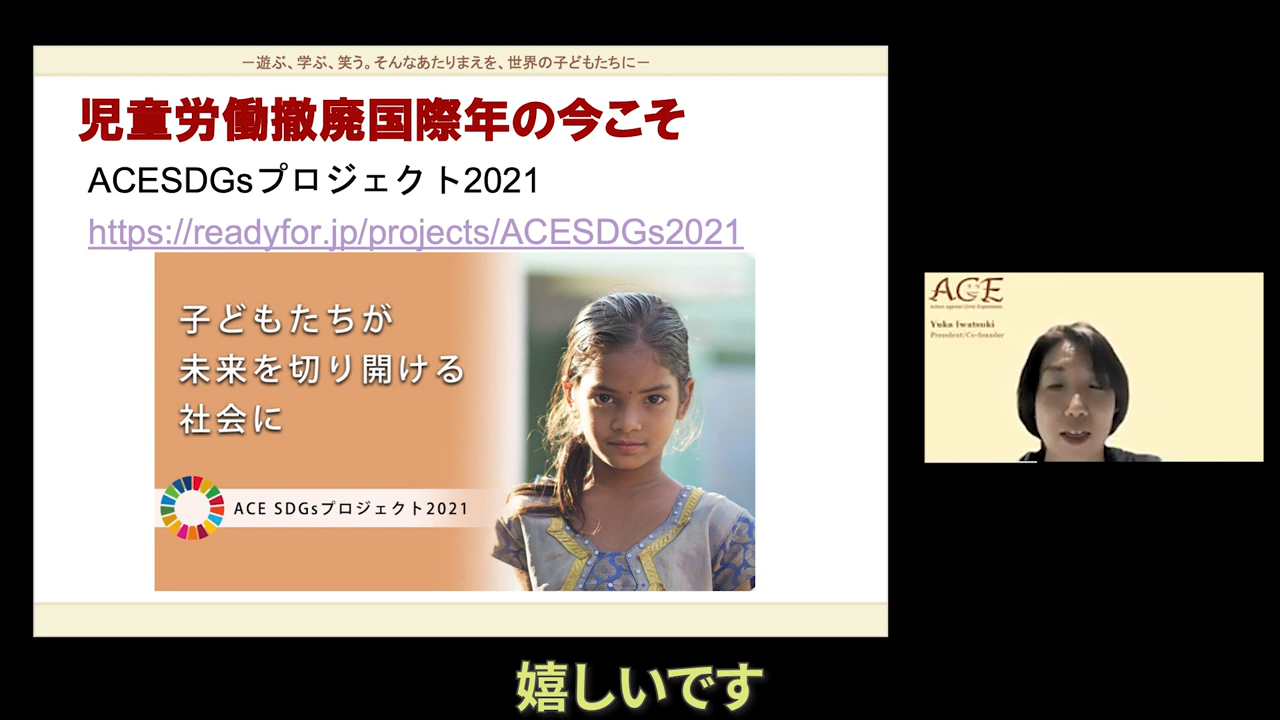 －遊ぶ、学ぶ、笑う。そんなあたりまえを、世界の子どもたちに－
児童労働撤廃国際年の今こそ
ACESDGsプロジェクト2021
https://readyfor.jp/projects/ACESDGs2021
子どもたちが
未来を切り開ける
社会に
ACE SDGsプロジェクト2021
ACE
Action against Child Exploitation
Yuka Iwatsuki
President/Co-founder
嬉しいです